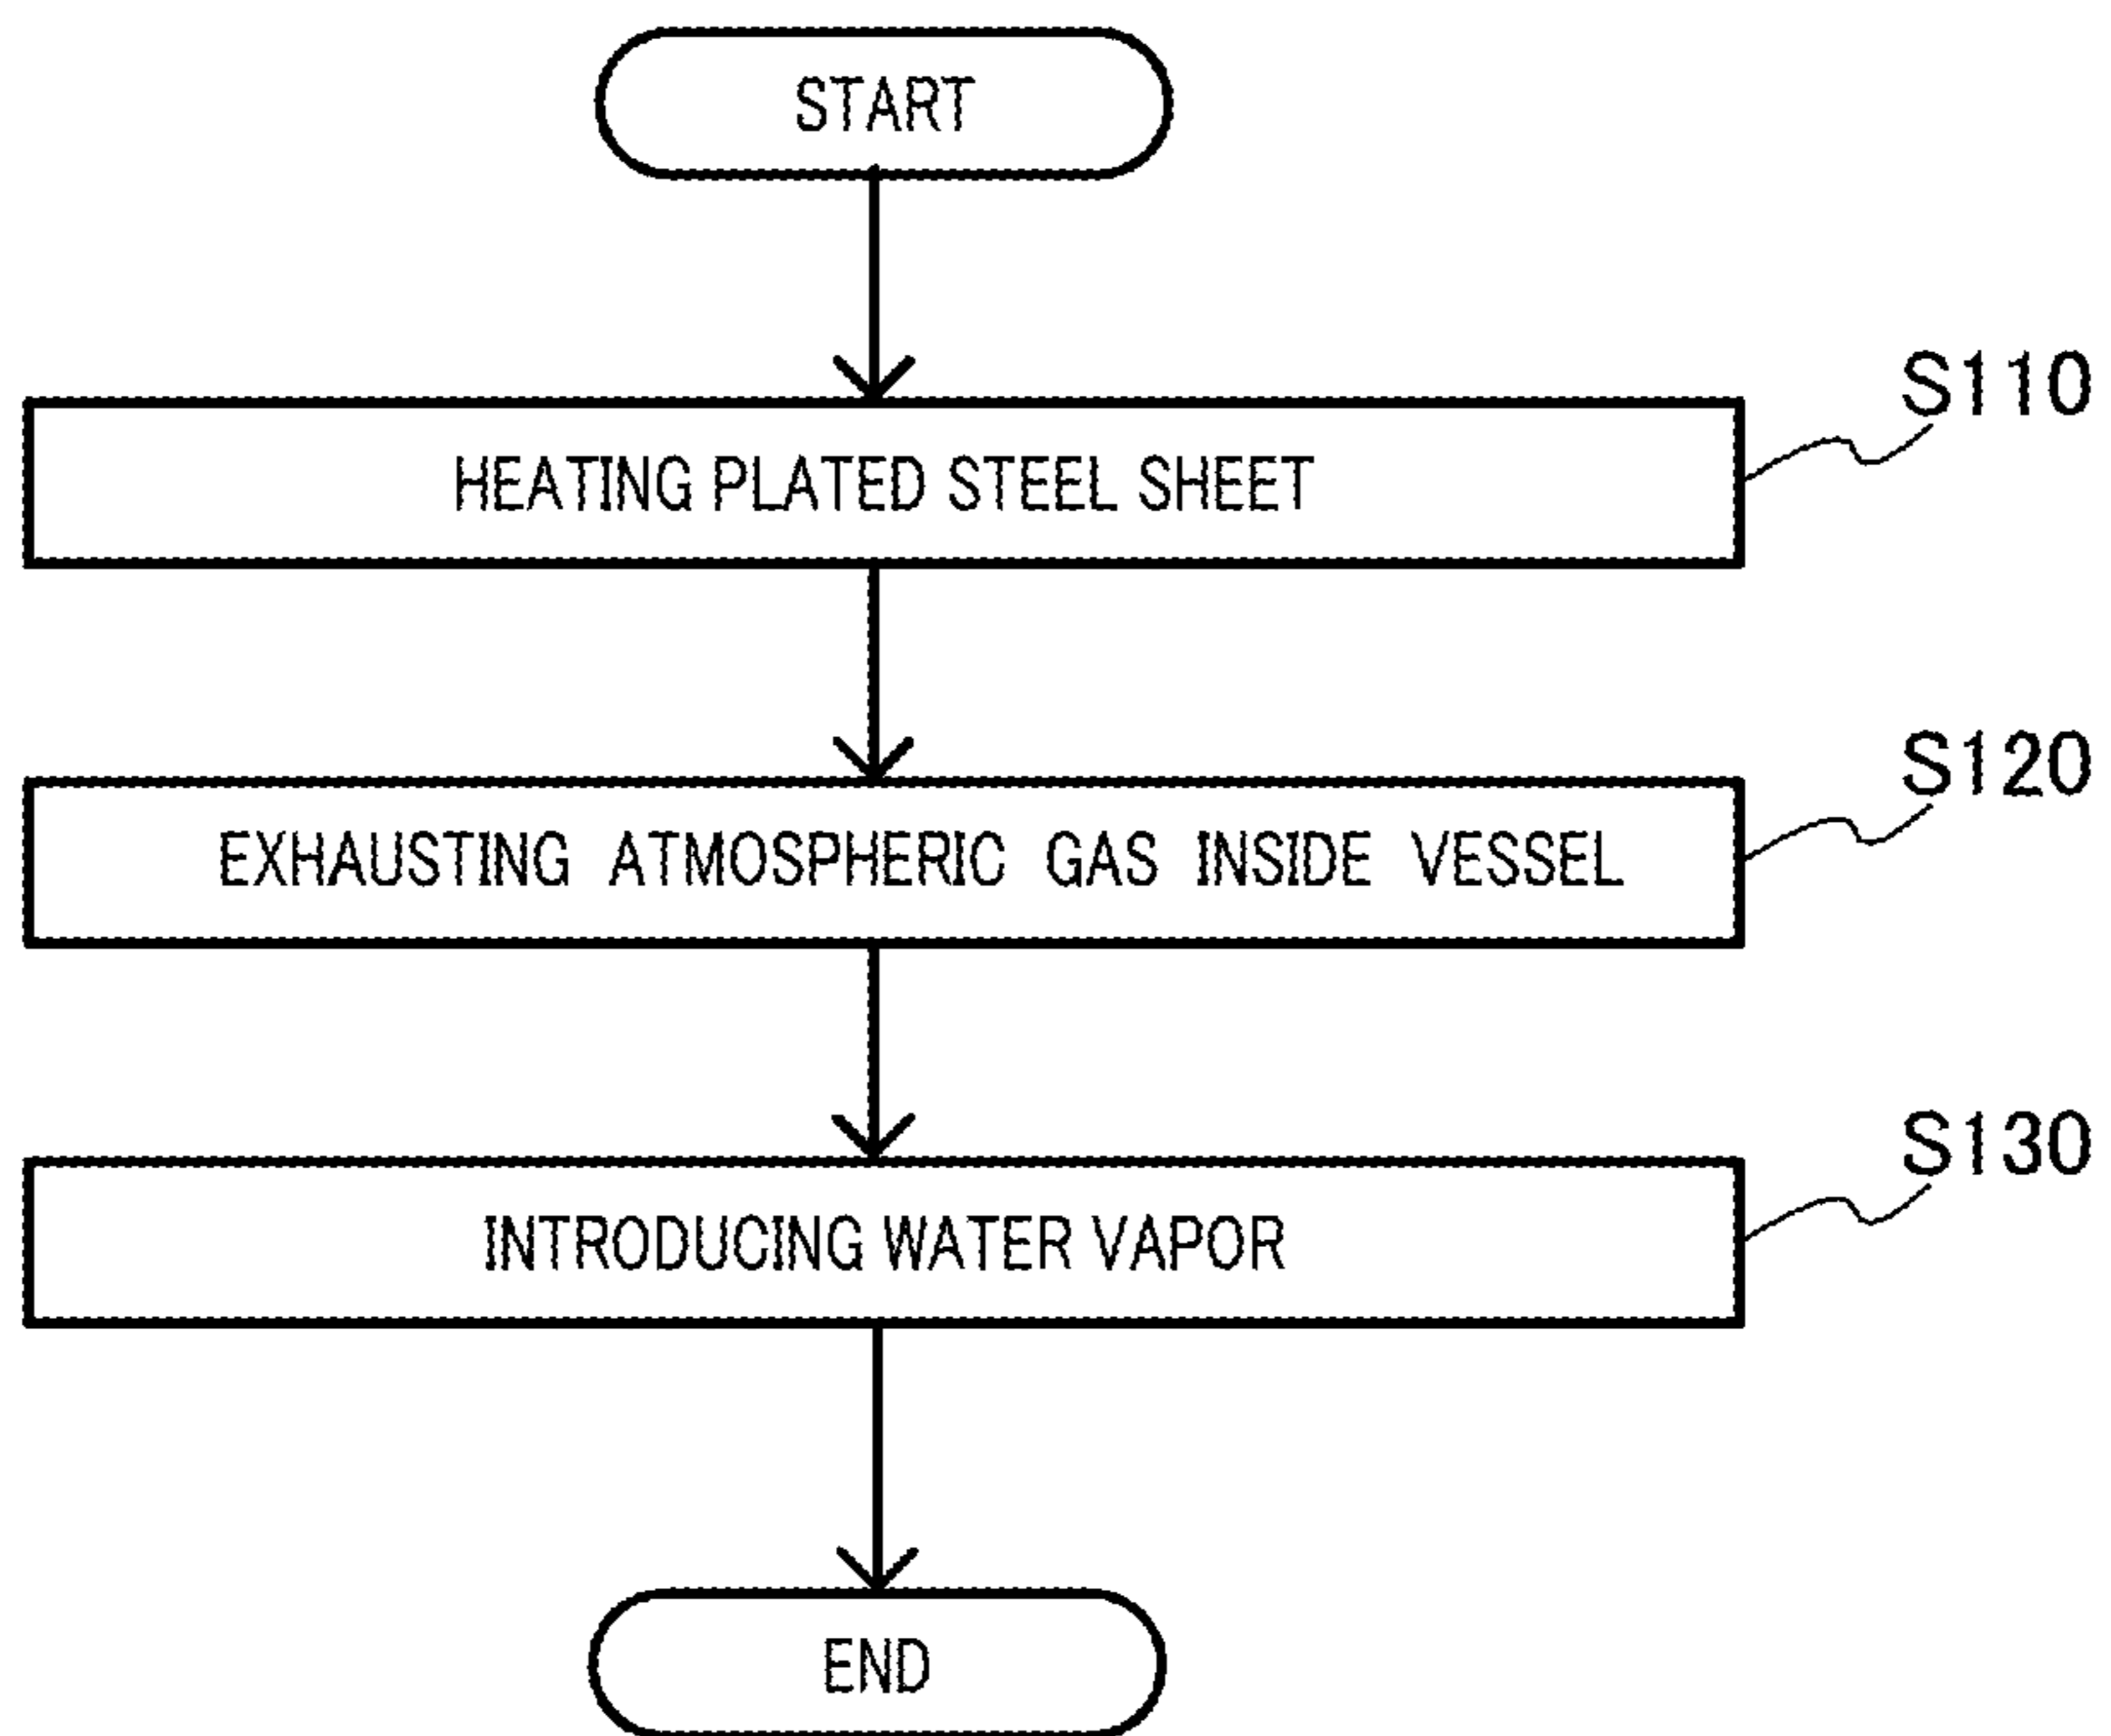 START
S110
HEATING PLATED STEEL SHEET
S120
EXHAUSTING ATMOSPHERIC GAS INSIDE VESSEL
S130
INTRODUCING WATER VAPOR
END